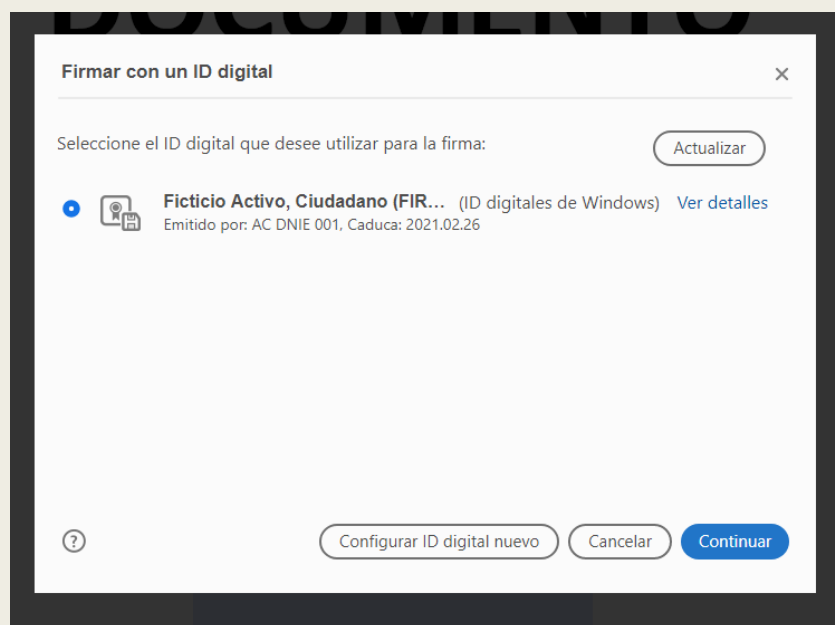 DOCUMENTO
Firmar con un ID digital
Seleccione el ID digital que desee utilizar para la firma:
Actualizar
Ficticio Activo, Ciudadano (FIR... (ID digitales de Windows) Ver detalles
Emitido por: AC DNIE 001, Caduca: 2021.02.26
Configurar ID digital nuevo
Cancelar
Continuar